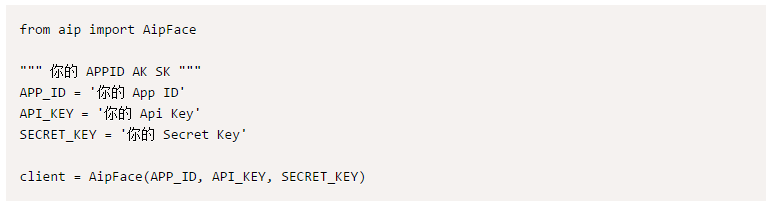 from aip import AipFace
""" 你的 APPID AK SK """
APP_ID = '你的 App ID'
API_KEY = '你的 Api Key'
SECRET_KEY = '你的 Secret Key'
client = AipFace(APP_ID, API_KEY, SECRET_KEY)